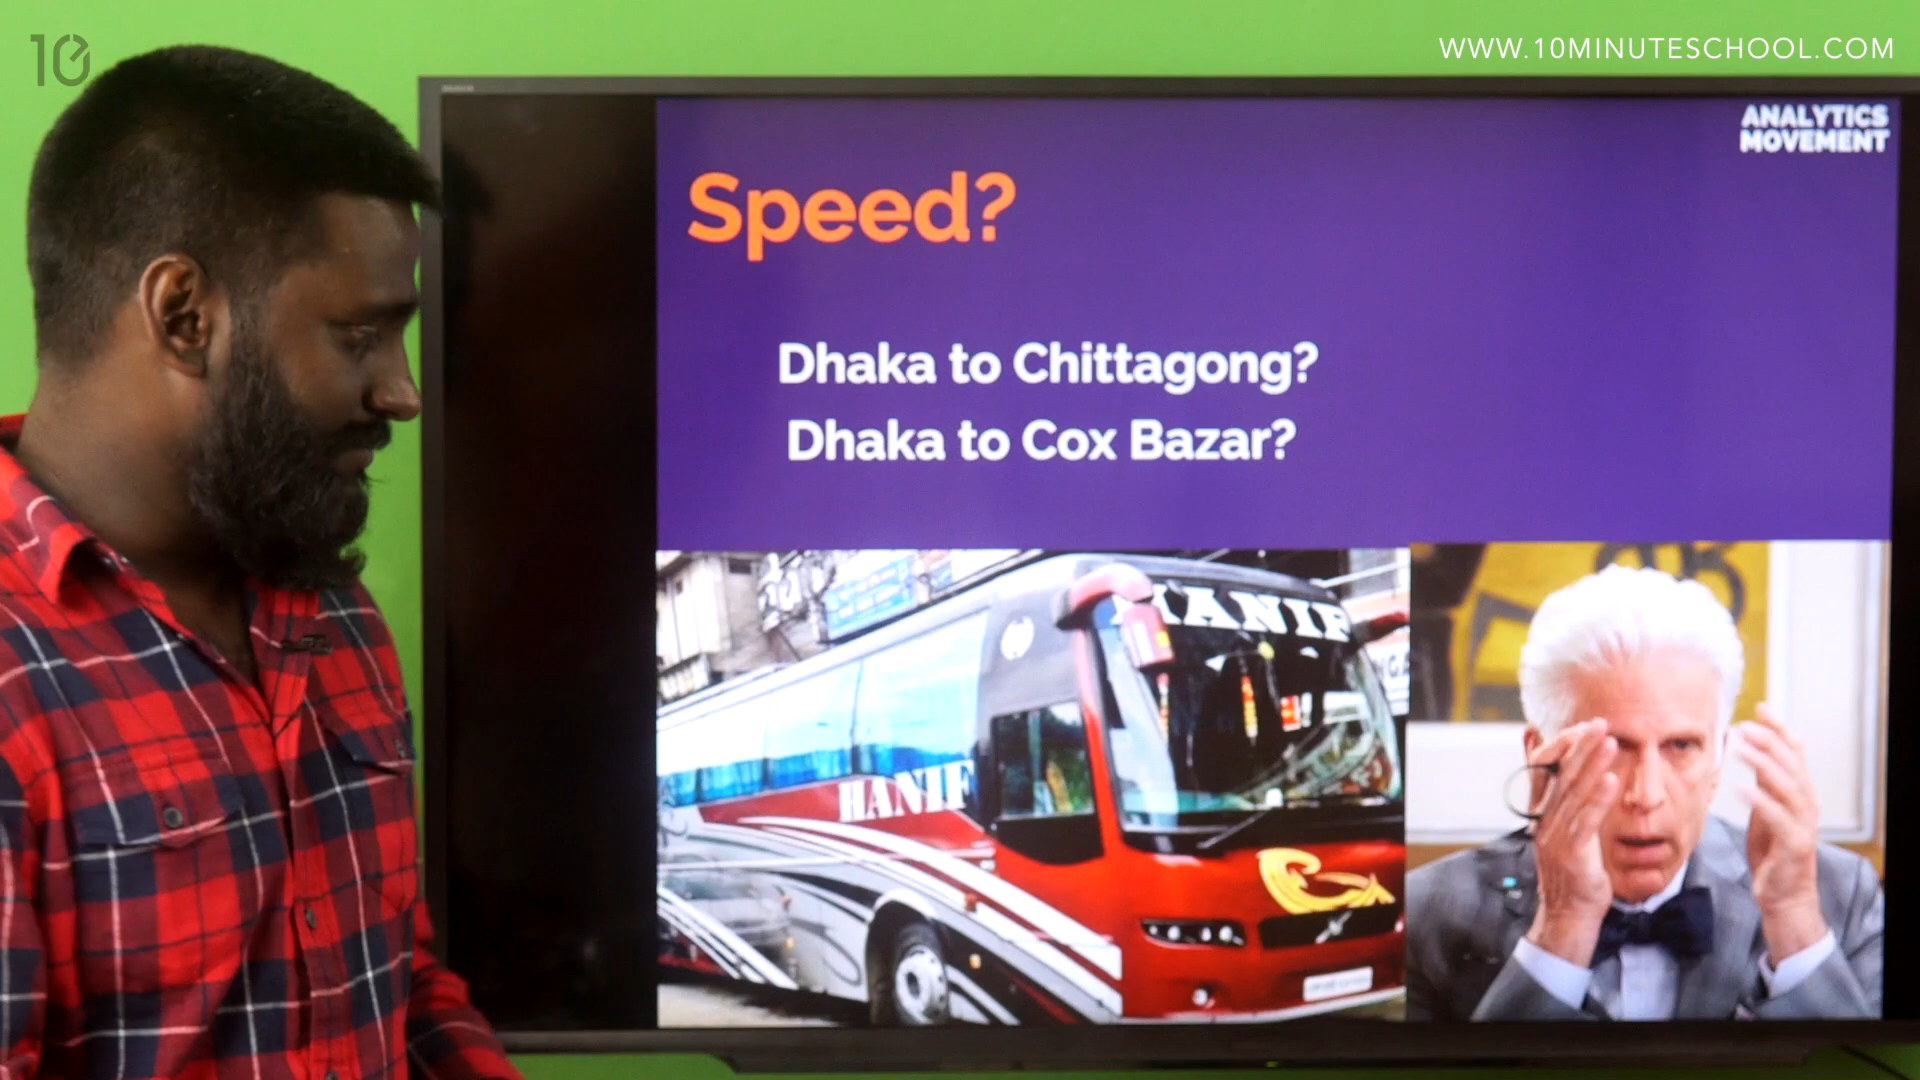 10
WWW.10MINUTESCHOOL.COM
ANALYTICS
MOVEMENT
Speed?
Dhaka to Chittagong?
Dhaka to Cox Bazar?
HANIF
HANIF